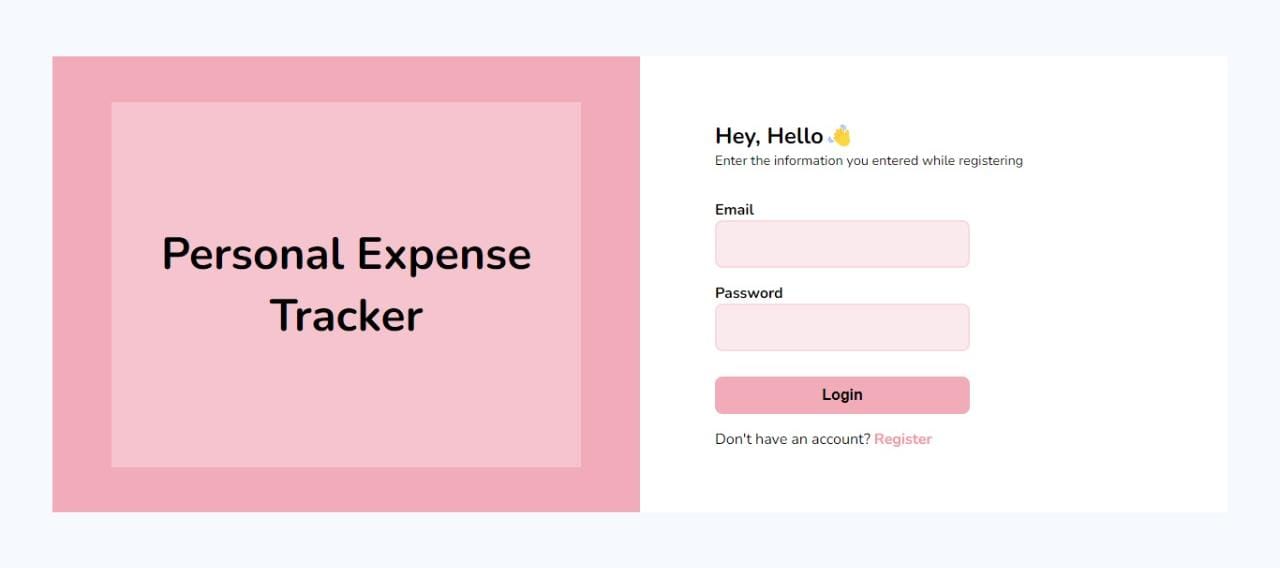 Personal Expense
Tracker
Hey, Hello 👋
Enter the information you entered while registering
Email
Password
Login
Don't have an account? Register